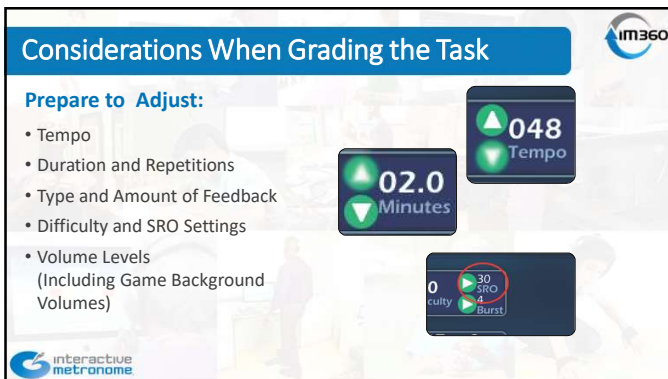 Considerations When Grading the Task
IM360
Prepare to Adjust:
• Tempo
• Duration and Repetitions
• Type and Amount of Feedback
• Difficulty and SRO Settings
• Volume Levels
(Including Game Background
Volumes)
048
Tempo
02.0
Minutes
0
culty
30
SRO
4
Burst
interactive
metronome